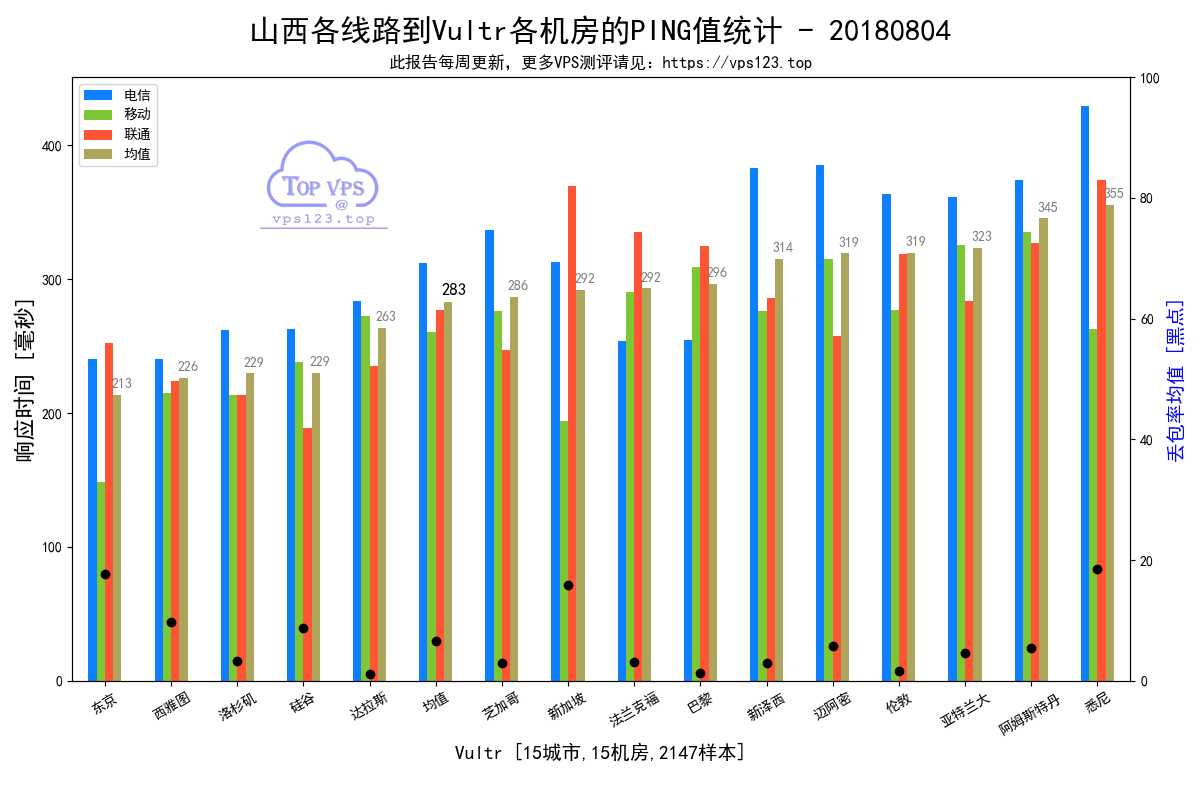 山西各线路到Vultr各机房的PING值统计 - 20180804
此报告每周更新，更多VPS测评请见：https://vps123.top
电信
移动
联通
均值
TOP VPS
@
vps123.top
响应时间 [毫秒]
0
100
200
300
400
213
226
229
229
263
283
286
292
292
296
314
319
319
323
345
355
0
20
40
60
80
100
丢包率均值 [黑点]
东京
西雅图
洛杉矶
硅谷
达拉斯
均值
芝加哥
新加坡
法兰克福
巴黎
新泽西
迈阿密
伦敦
亚特兰大
阿姆斯特丹
悉尼
Vultr [15城市,15机房,2147样本]